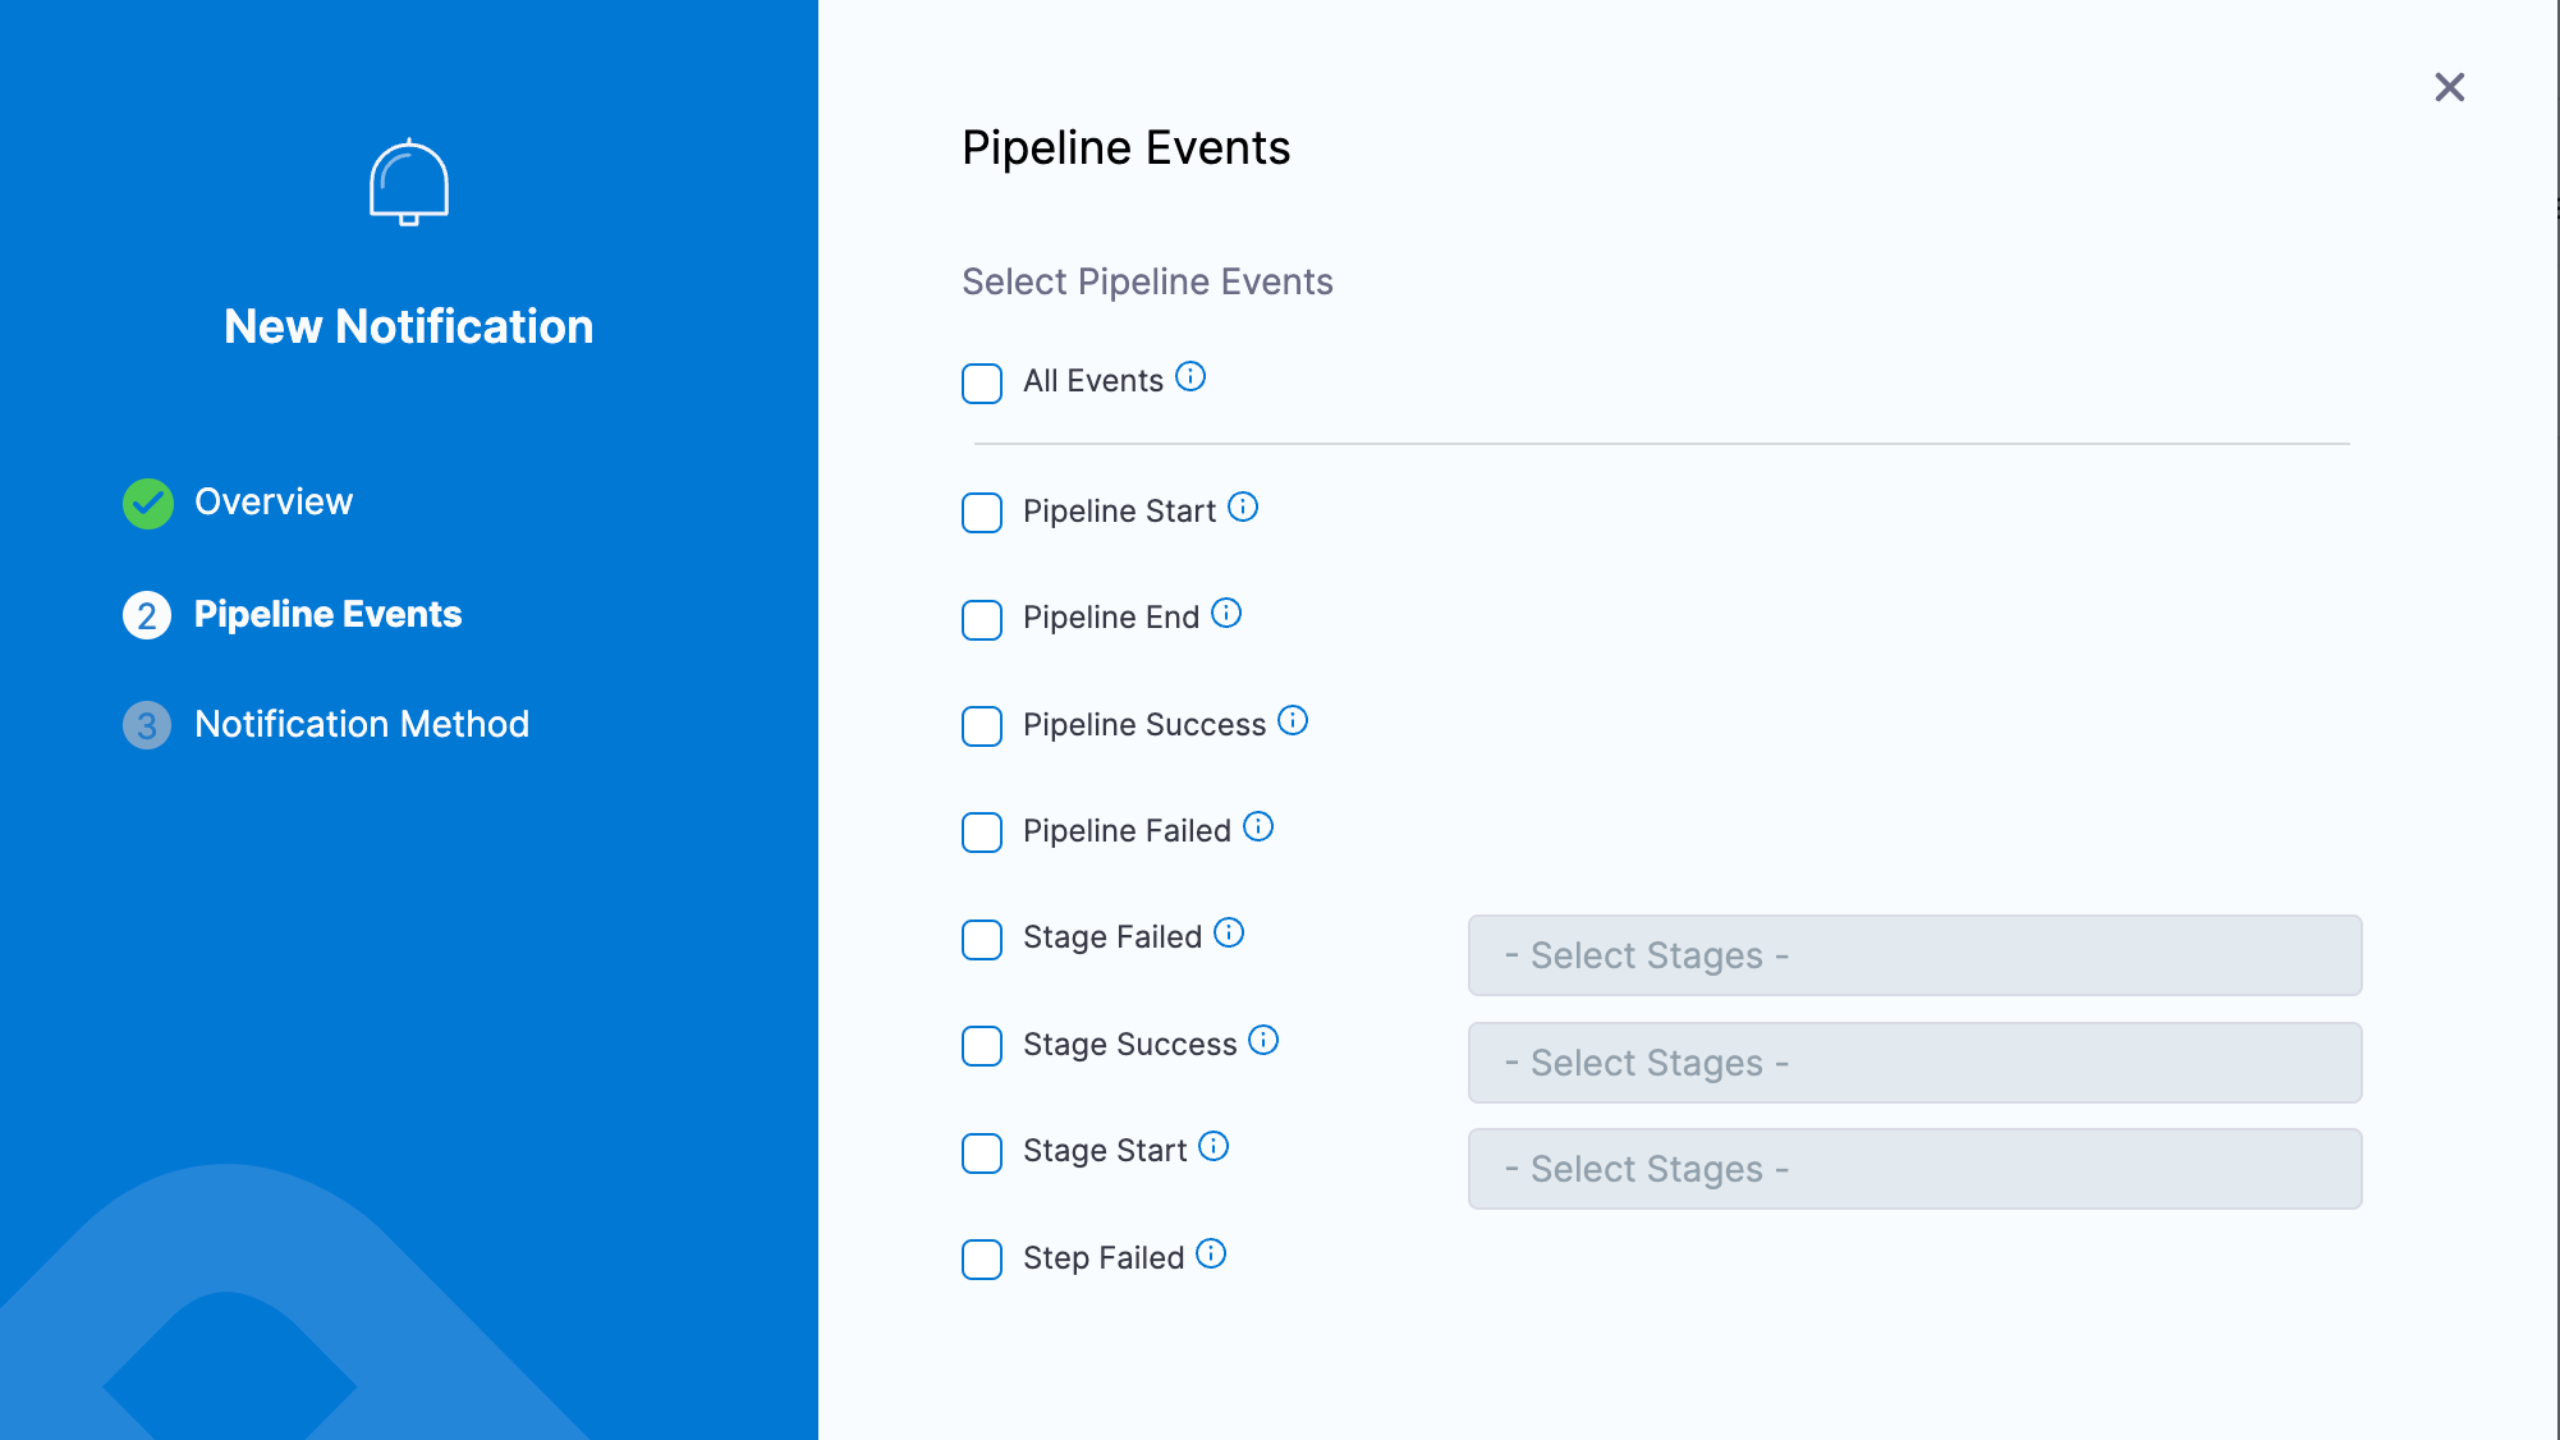 New Notification
Overview
2 Pipeline Events
3 Notification Method
Pipeline Events
Select Pipeline Events
All Events
Pipeline Start
Pipeline End
Pipeline Success
Pipeline Failed
Stage Failed
- Select Stages -
Stage Success
- Select Stages -
Stage Start
- Select Stages -
Step Failed